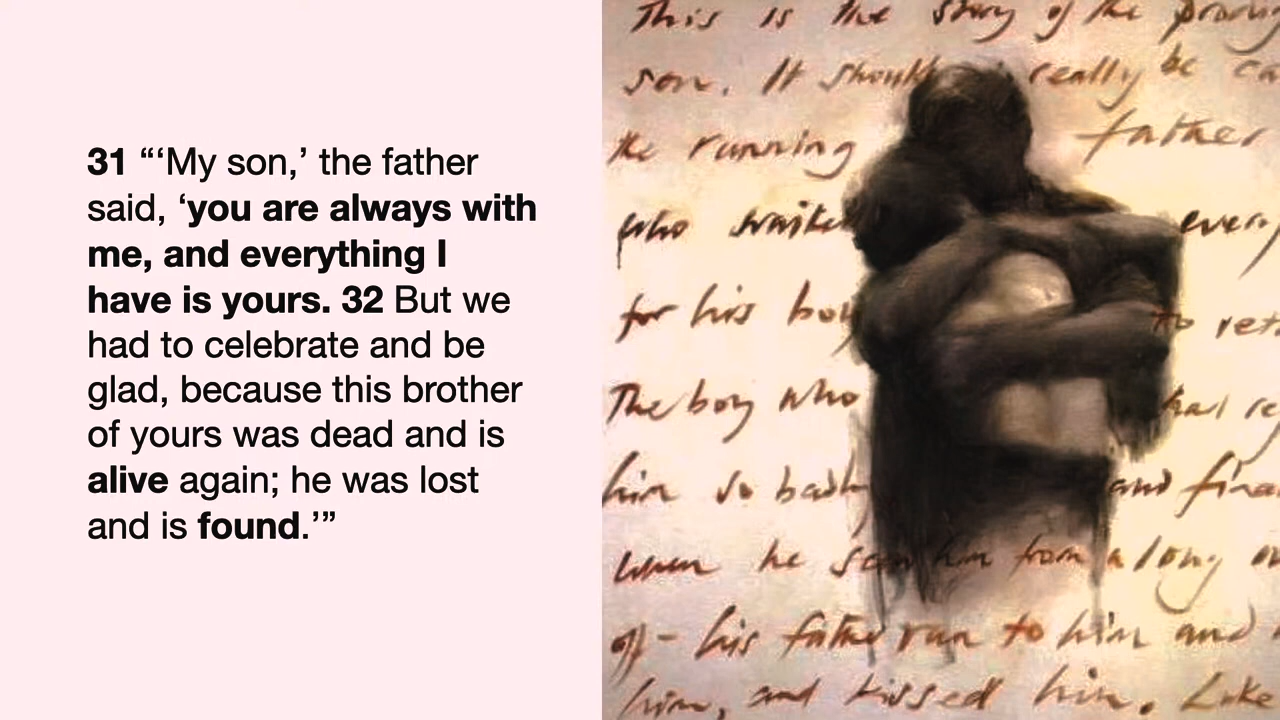 31 “‘My son,’ the father
said, ‘you are always with
me, and everything I
have is yours. 32 But we
had to celebrate and be
glad, because this brother
of yours was dead and is
alive again; he was lost
and is found.’”
This is the story of the
son. It should really be
the running father
who waited
for his boy to
The boy who had
him so badly and
when he saw him from a long
off - his father run to him and
him, and kissed him. Luke